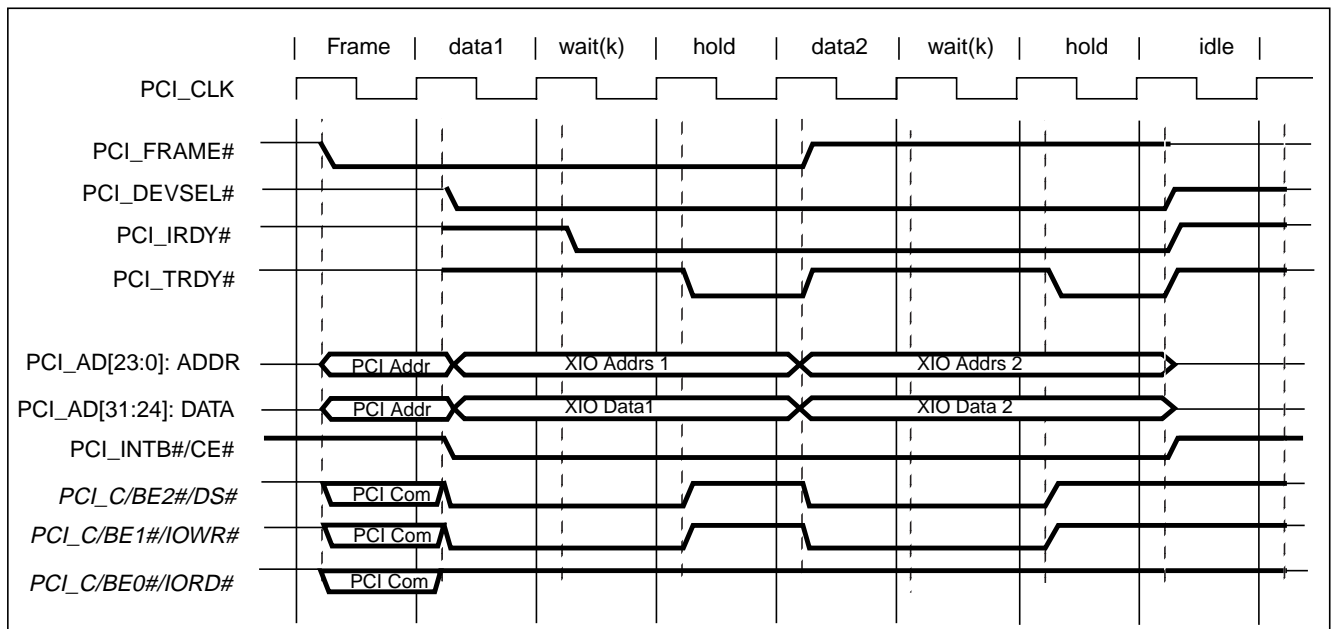 Frame data1 wait(k) hold data2 wait(k) hold idle
PCI_CLK
PCI_FRAME#
PCI_DEVSEL#
PCI_IRDY#
PCI_TRDY#
PCI_AD[23:0]: ADDR PCI Addr XIO Addrs 1 XIO Addrs 2
PCI_AD[31:24]: DATA PCI Addr XIO Data1 XIO Data 2
PCI_INTB#/CE#
PCI_C/BE2#/DS# PCI Com
PCI_C/BE1#/IOWR# PCI Com
PCI_C/BE0#/IORD# PCI Com